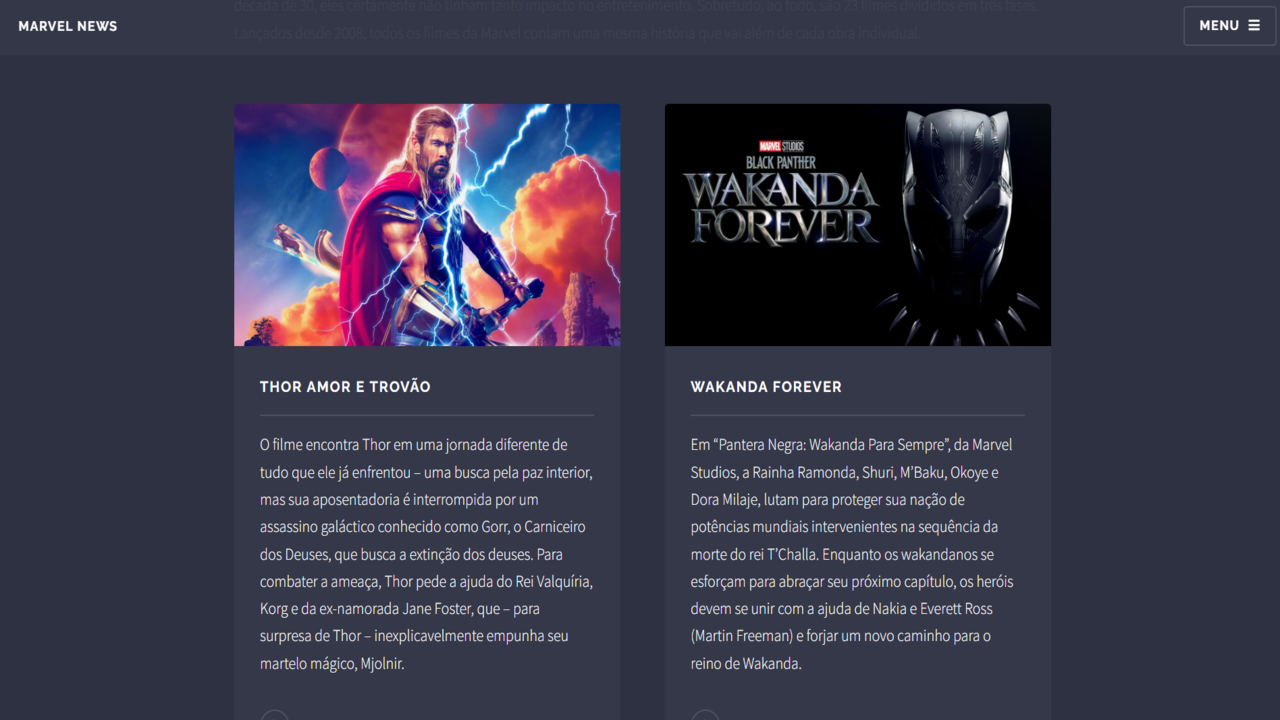 década de 30, eles certamente não tinham tanto impacto no entretenimento. Sobretudo, ao todo, são 23 filmes divididos em três fases.
Lançados desde 2008, todos os filmes da Marvel contam uma mesma história que vai além de cada obra individual.
MARVEL NEWS
MENU
MARVEL STUDIOS
BLACK PANTHER
WAKANDA
FOREVER
THOR AMOR E TROVÃO
O filme encontra Thor em uma jornada diferente de
tudo que ele já enfrentou – uma busca pela paz interior,
mas sua aposentadoria é interrompida por um
assassino galáctico conhecido como Gorr, o Carniceiro
dos Deuses, que busca a extinção dos deuses. Para
combater a ameaça, Thor pede a ajuda do Rei Valquíria,
Korg e da ex-namorada Jane Foster, que – para
surpresa de Thor – inexplicavelmente empunha seu
martelo mágico, Mjolnir.
WAKANDA FOREVER
Em “Pantera Negra: Wakanda Para Sempre”, da Marvel
Studios, a Rainha Ramonda, Shuri, M’Baku, Okoye e
Dora Milaje, lutam para proteger sua nação de
potências mundiais intervenientes na sequência da
morte do rei T’Challa. Enquanto os wakandanos se
esforçam para abraçar seu próximo capítulo, os heróis
devem se unir com a ajuda de Nakia e Everett Ross
(Martin Freeman) e forjar um novo caminho para o
reino de Wakanda.